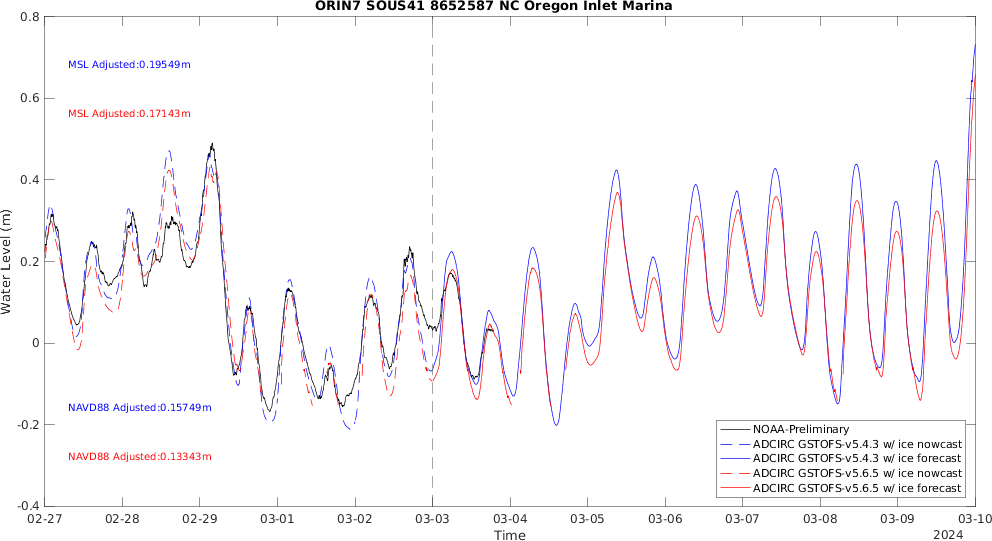 ORIN7 SOUS41 8652587 NC Oregon Inlet Marina
0.8
0.6
0.4
0.2
0
-0.2
-0.4
Water Level (m)
MSL Adjusted:0.19549m
MSL Adjusted:0.17143m
NAVD88 Adjusted:0.15749m
NAVD88 Adjusted:0.13343m
NOAA-Preliminary
ADCIRC GSTOFS-v5.4.3 w/ ice nowcast
ADCIRC GSTOFS-v5.4.3 w/ ice forecast
ADCIRC GSTOFS-v5.6.5 w/ ice nowcast
ADCIRC GSTOFS-v5.6.5 w/ ice forecast
02-27 02-28 02-29 03-01 03-02 03-03 03-04 03-05 03-06 03-07 03-08 03-09 03-10
Time
2024